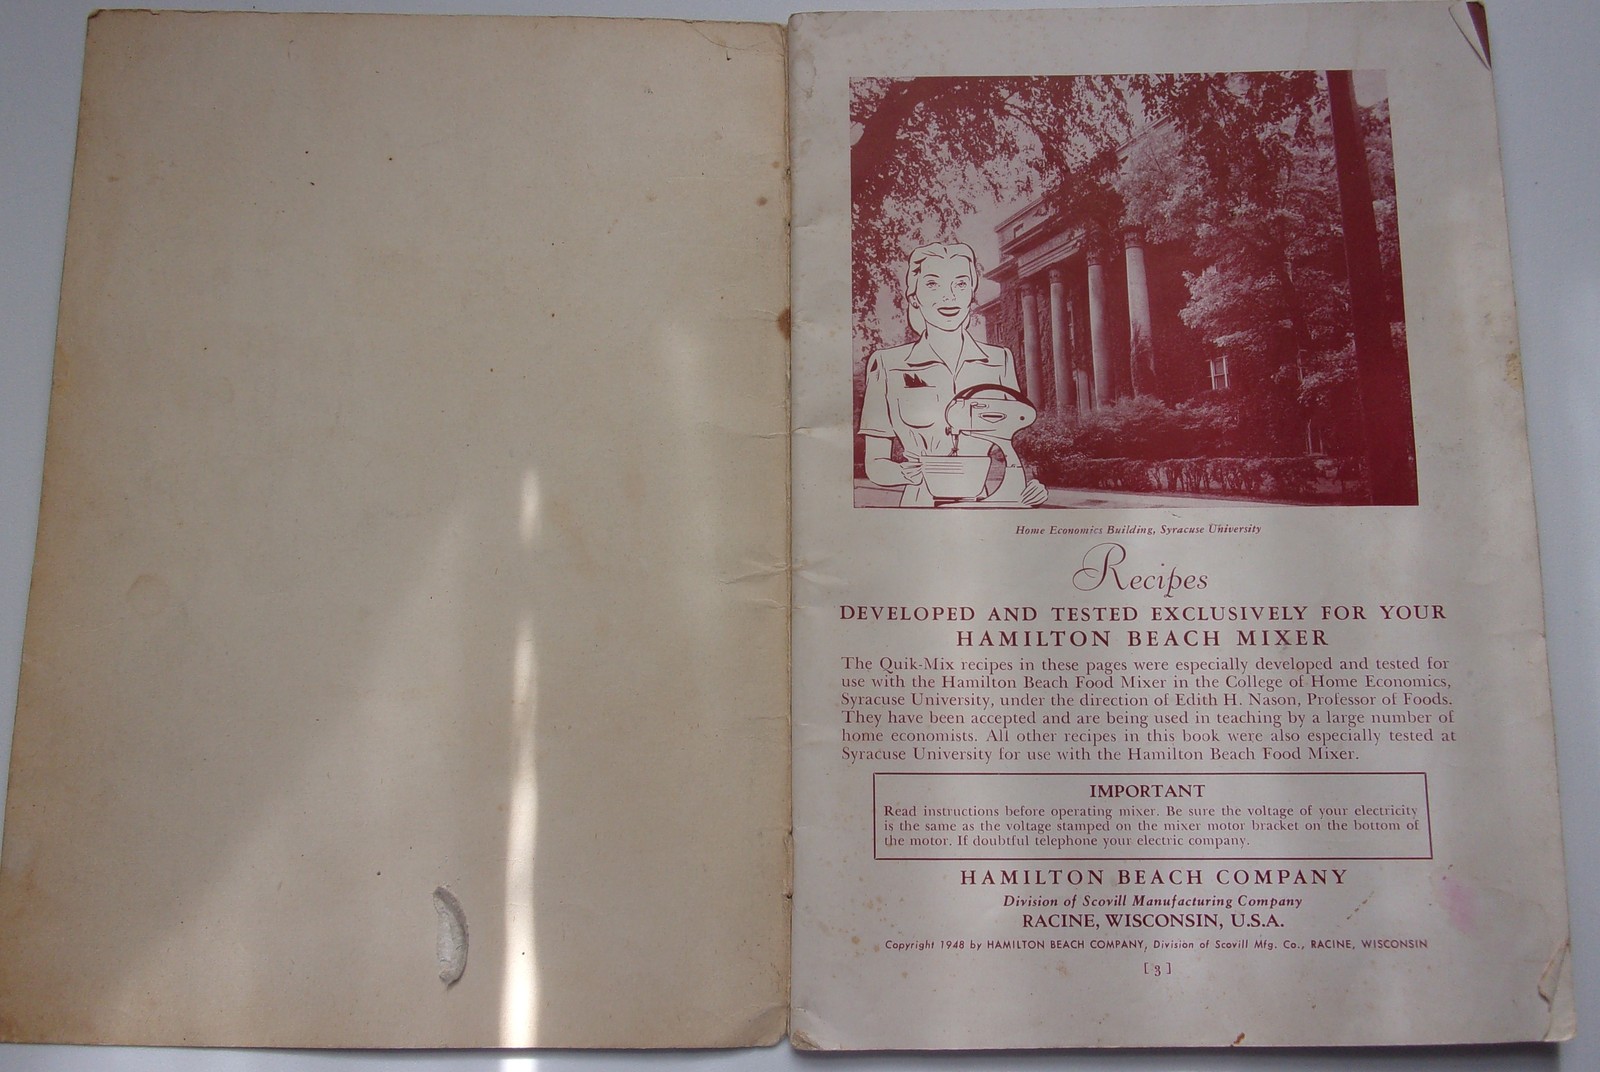 Home Economics Building, Syracuse University
Recipes
DEVELOPED AND TESTED EXCLUSIVELY FOR YOUR
HAMILTON BEACH MIXER
The Quik-Mix recipes in these pages were especially developed and tested for
use with the Hamilton Beach Food Mixer in the College of Home Economics,
Syracuse University, under the direction of Edith H. Nason, Professor of Foods.
They have been accepted and are being used in teaching by a large number of
home economists. All other recipes in this book were also especially tested at
Syracuse University for use with the Hamilton Beach Food Mixer.
IMPORTANT
Read instructions before operating mixer. Be sure the voltage of your electricity
is the same as the voltage stamped on the mixer motor bracket on the bottom of
the motor. If doubtful telephone your electric company.
HAMILTON BEACH COMPANY
Division of Scovill Manufacturing Company
RACINE, WISCONSIN, U.S.A.
Copyright 1948 by HAMILTON BEACH COMPANY, Division of Scovill Mfg. Co., RACINE, WISCONSIN
[ 3 ]